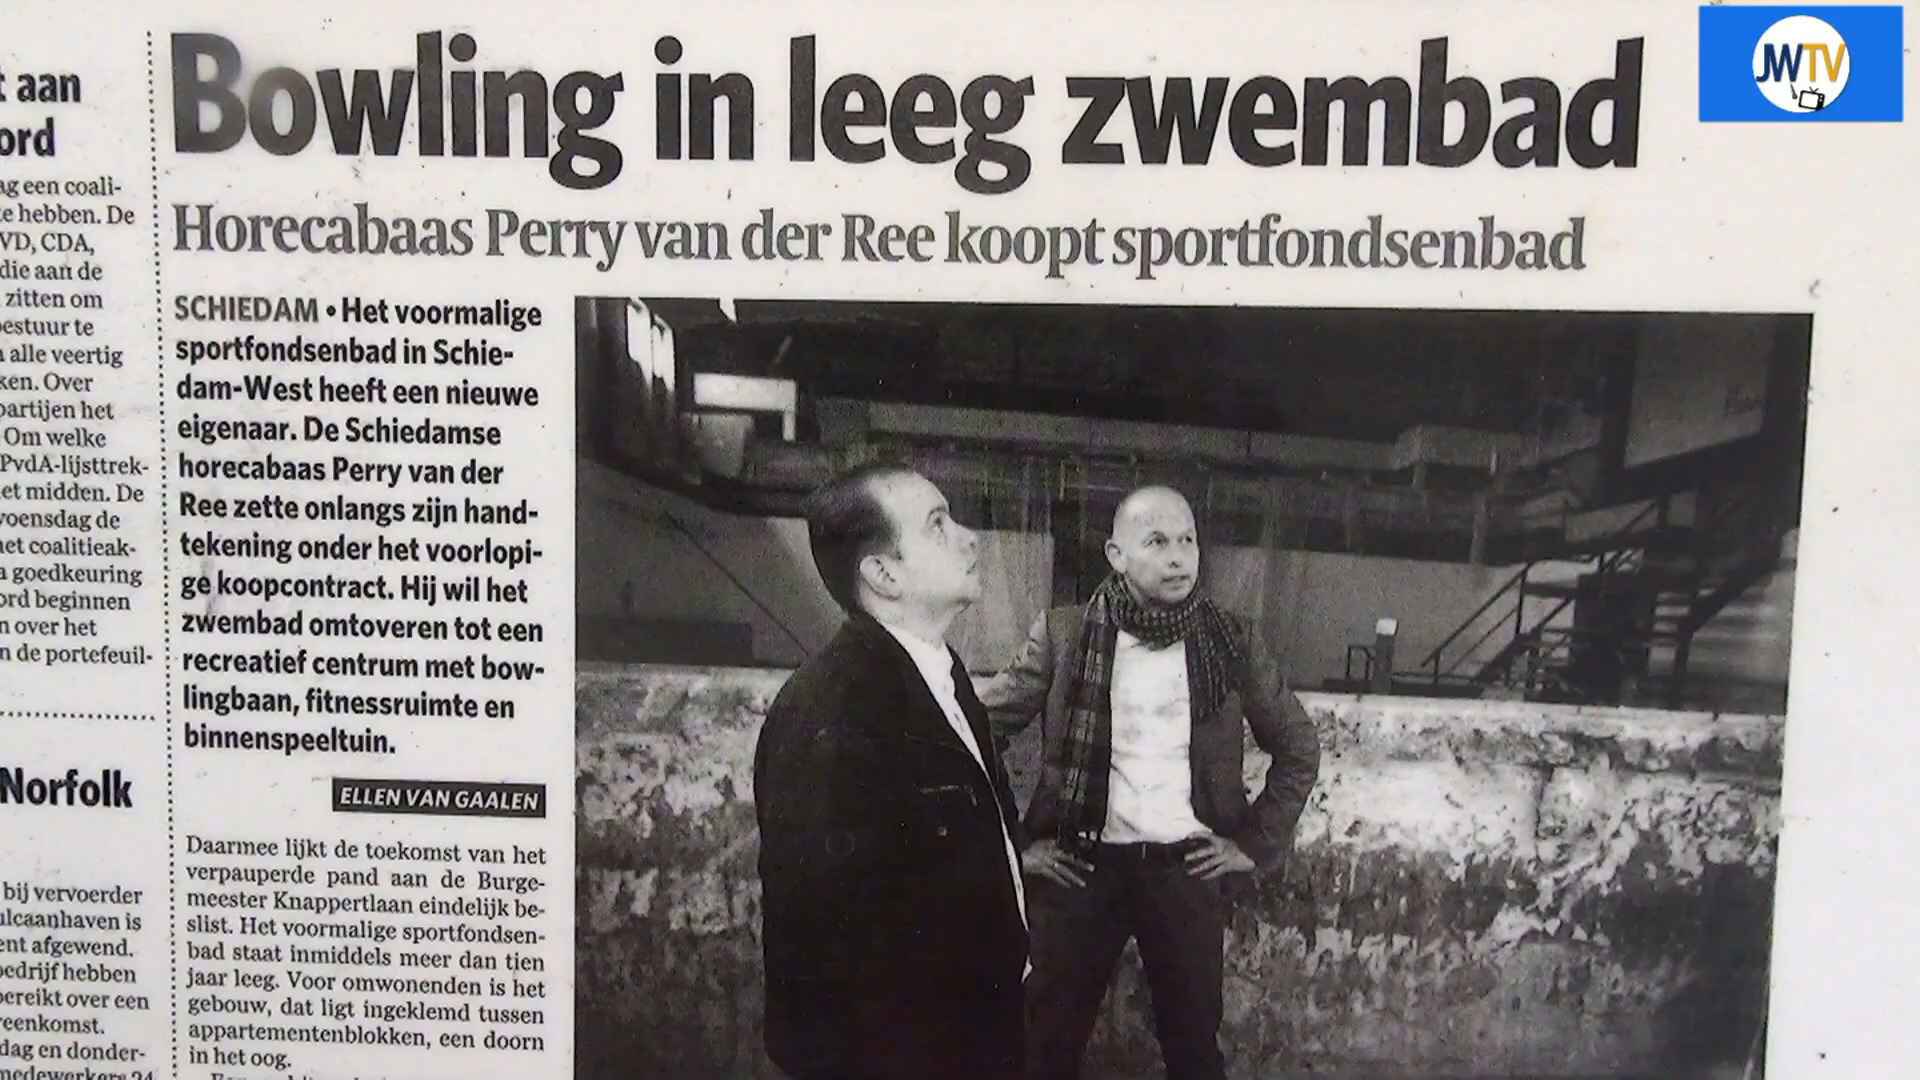 JWTV
Bowling in leeg zwembad
Horecabaas Perry van der Ree koopt sportfondsenbad
aan
ord
ag een coali-
te hebben. De
VD, CDA,
die aan de
zitten om
bestuur te
alle veertig
ken. Over
partijen het
Om welke
PvdA-lijsttrek-
et midden. De
woensdag de
het coalitieak-
a goedkeuring
ord beginnen
n over het
n de portefeuil-
Norfolk
bij vervoerder
ulcaanhaven is
ent afgewend.
bedrijf hebben
bereikt over een
reenkomst.
dag en donder-
medewerkers 24
SCHIEDAM • Het voormalige
sportfondsenbad in Schie-
dam-West heeft een nieuwe
eigenaar. De Schiedamse
horecabaas Perry van der
Ree zette onlangs zijn hand-
tekening onder het voorlopi-
ge koopcontract. Hij wil het
zwembad omtoveren tot een
recreatief centrum met bow-
lingbaan, fitnessruimte en
binnenspeeltuin.
ELLEN VAN GAALEN
Daarmee lijkt de toekomst van het
verpauperde pand aan de Burge-
meester Knappertlaan eindelijk be-
slist. Het voormalige sportfondsen-
bad staat inmiddels meer dan tien
jaar leeg. Voor omwonenden is het
gebouw, dat ligt ingeklemd tussen
appartementenblokken, een doorn
in het oog.